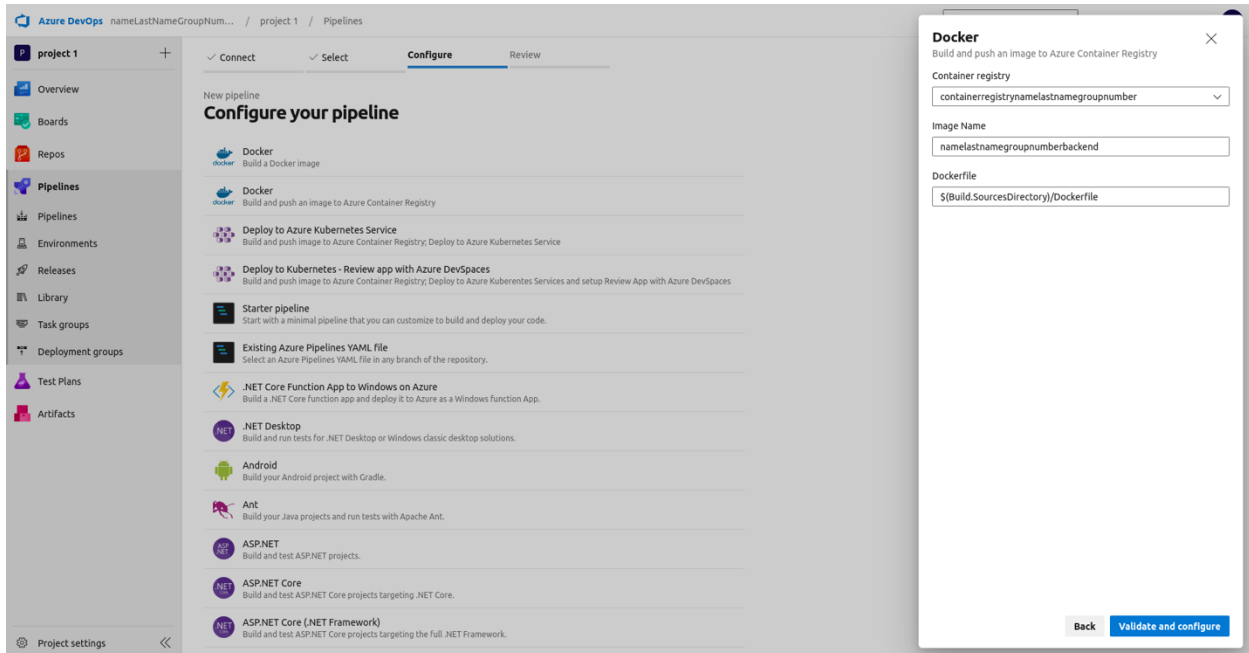 Azure DevOps nameLastNameGroupNum... / project 1 / Pipelines
P project 1
Overview
Boards
Repos
Pipelines
Pipelines
Environments
Releases
Library
Task groups
Deployment groups
Test Plans
Artifacts
Project settings
Connect
Select
Configure
Review
New pipeline
Configure your pipeline
docker
Docker
Build a Docker image
docker
Docker
Build and push an image to Azure Container Registry
Deploy to Azure Kubernetes Service
Build and push image to Azure Container Registry; Deploy to Azure Kubernetes Service
Deploy to Kubernetes - Review app with Azure DevSpaces
Build and push image to Azure Container Registry; Deploy to Azure Kuberentes Services and setup Review App with Azure DevSpaces
Starter pipeline
Start with a minimal pipeline that you can customize to build and deploy your code.
Existing Azure Pipelines YAML file
Select an Azure Pipelines YAML file in any branch of the repository.
.NET Core Function App to Windows on Azure
Build a .NET Core function app and deploy it to Azure as a Windows function App.
.NET
.NET Desktop
Build and run tests for .NET Desktop or Windows classic desktop solutions.
Android
Build your Android project with Gradle.
Ant
Build your Java projects and run tests with Apache Ant.
ASP
.NET
ASP.NET
Build and test ASP.NET projects.
.NET
ASP.NET Core
Build and test ASP.NET Core projects targeting .NET Core.
.NET
ASP.NET Core (.NET Framework)
Build and test ASP.NET Core projects targeting the full .NET Framework.
Docker
Build and push an image to Azure Container Registry
Container registry
containerregistrynamelastnamegroupnumber
Image Name
namelastnamegroupnumberbackend
Dockerfile
$(Build.SourcesDirectory)/Dockerfile
Back
Validate and configure